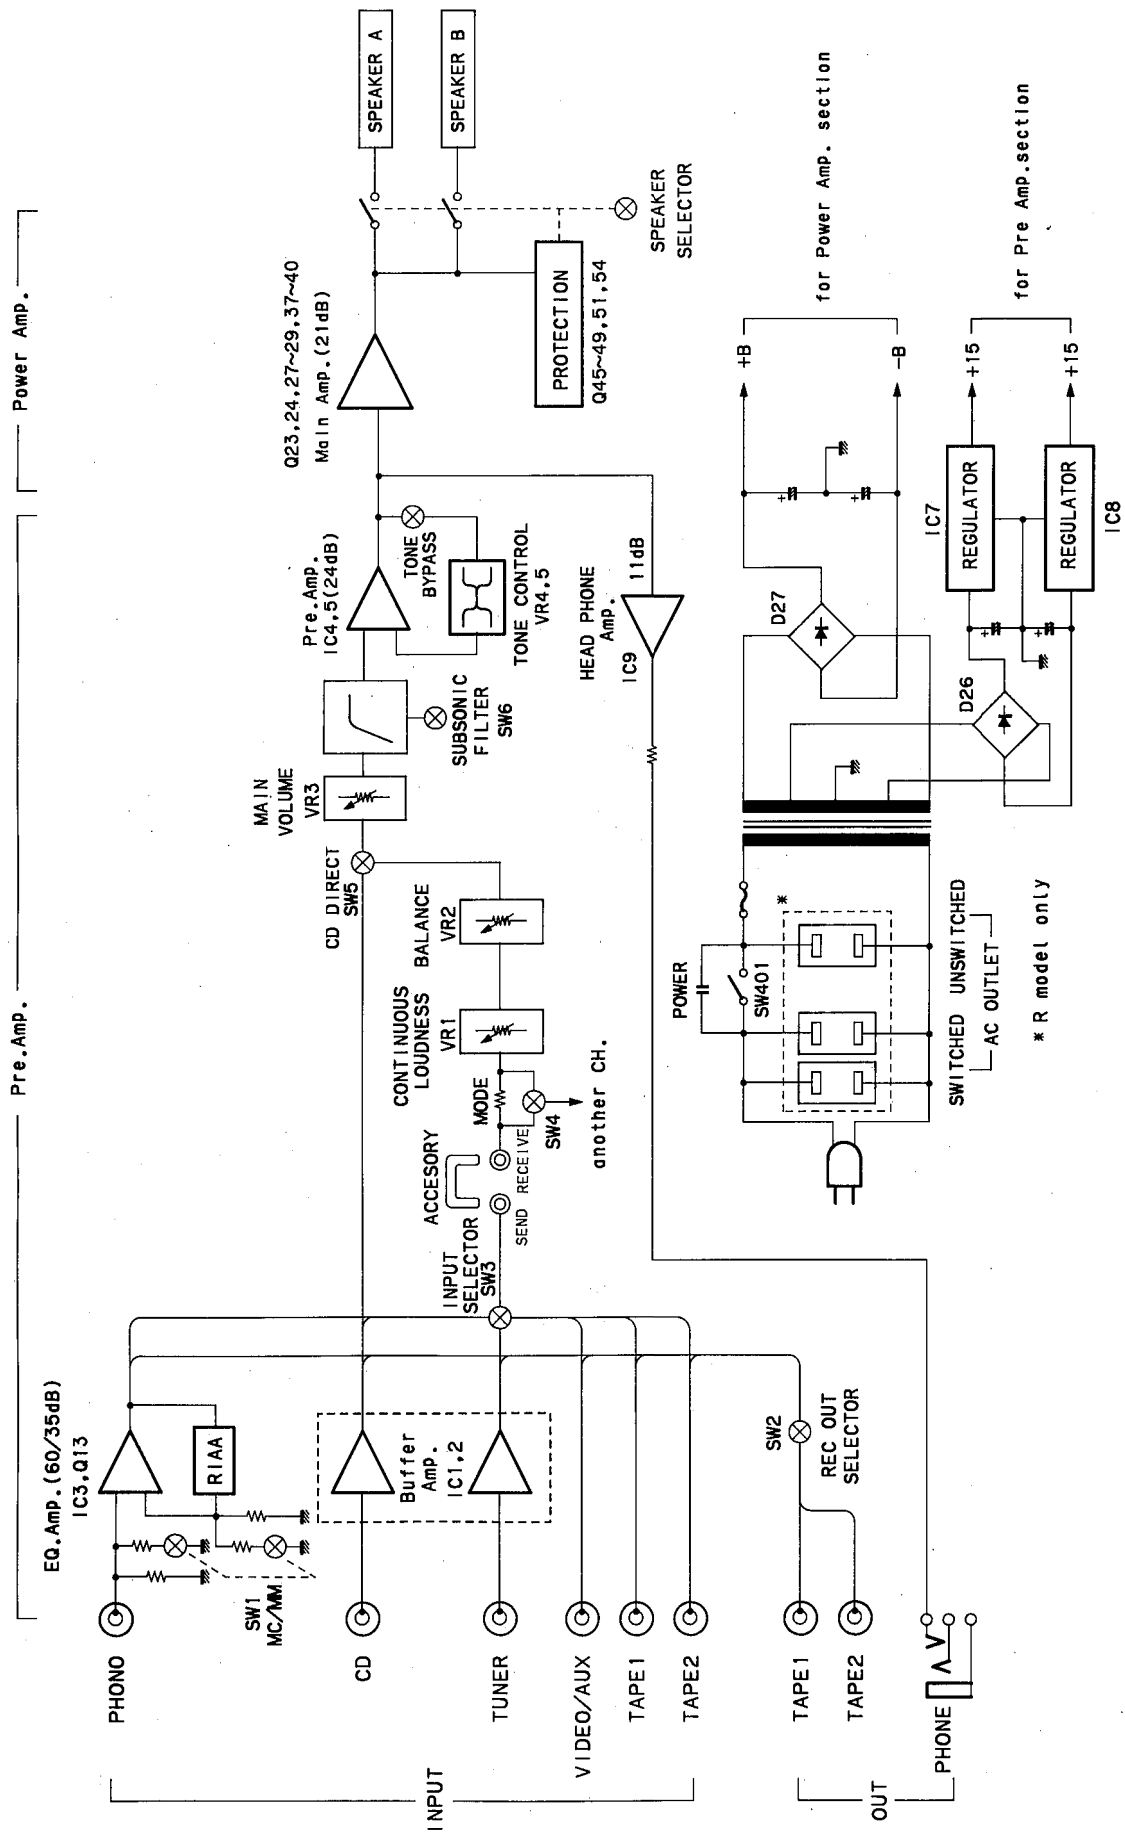 Pre.Amp.
Power Amp.
EQ.Amp.(60/35dB)
IC3,Q13
RIAA
SW1
MC/MM
PHONO
CD
TUNER
VIDEO/AUX
TAPE1
TAPE2
INPUT
Buffer
Amp.
IC1,2
INPUT
SELECTOR
SW3
ACCESORY
SEND
RECEIVE
MODE
SW4
another CH.
CONTINUOUS
LOUDNESS
VR1
BALANCE
VR2
CD DIRECT
SW5
MAIN
VOLUME
VR3
SUBSONIC
FILTER
SW6
Pre.Amp.
IC4,5(24dB)
TONE
BYPASS
TONE CONTROL
VR4,5
Q23,24,27~29,37~40
Main Amp.(21dB)
PROTECTION
Q45~49,51,54
SPEAKER A
SPEAKER B
SPEAKER
SELECTOR
HEAD PHONE
Amp.
11dB
IC9
SW2
REC OUT
SELECTOR
TAPE1
TAPE2
PHONE
OUT
POWER
SW401
*
SWITCHED UNSWITCHED
AC OUTLET
* R model only
D27
D26
+
+
+B
-B
for Power Amp. section
+
+
IC7
REGULATOR
REGULATOR
IC8
+15
+15
for Pre Amp.section